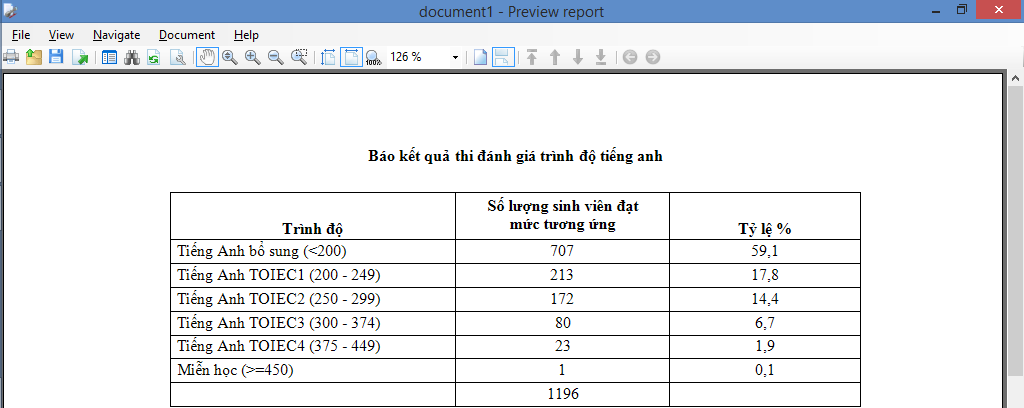 document1 - Preview report
File View Navigate Document Help
100%
126 %
Báo kết quả thi đánh giá trình độ tiếng anh
Trình độ
Số lượng sinh viên đạt
mức tương ứng
Tỷ lệ %
Tiếng Anh bổ sung (<200) 707 59,1
Tiếng Anh TOIEC1 (200 - 249) 213 17,8
Tiếng Anh TOIEC2 (250 - 299) 172 14,4
Tiếng Anh TOIEC3 (300 - 374) 80 6,7
Tiếng Anh TOIEC4 (375 - 449) 23 1,9
Miễn học (>=450) 1 0,1
1196